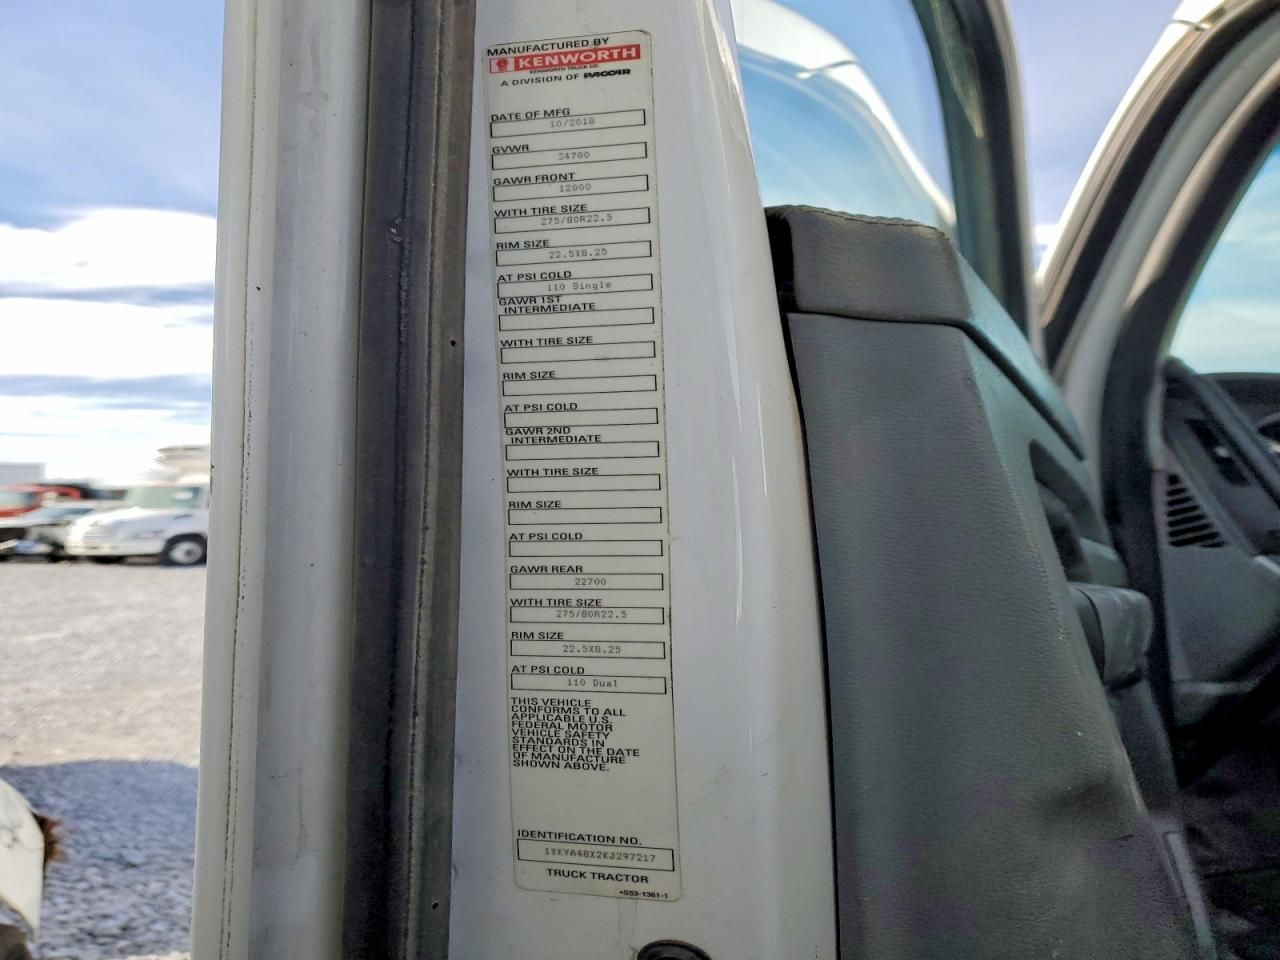 MANUFACTURED BY
KENWORTH
KENWORTH TRUCK CO.
A DIVISION OF PACCAR
DATE OF MFG
10/2018
GVWR
34700
GAWR FRONT
12000
WITH TIRE SIZE
275/80R22.5
RIM SIZE
22.5X8.25
AT PSI COLD
110 Single
GAWR 1ST
INTERMEDIATE
WITH TIRE SIZE
RIM SIZE
AT PSI COLD
GAWR 2ND
INTERMEDIATE
WITH TIRE SIZE
RIM SIZE
AT PSI COLD
GAWR REAR
22700
WITH TIRE SIZE
275/80R22.5
RIM SIZE
22.5X8.25
AT PSI COLD
110 Dual
THIS VEHICLE
CONFORMS TO ALL
APPLICABLE U.S.
FEDERAL MOTOR
VEHICLE SAFETY
STANDARDS IN
EFFECT ON THE DATE
OF MANUFACTURE
SHOWN ABOVE.
IDENTIFICATION NO.
1XKYA48X2KJ297217
TRUCK TRACTOR
•S53-1361-1